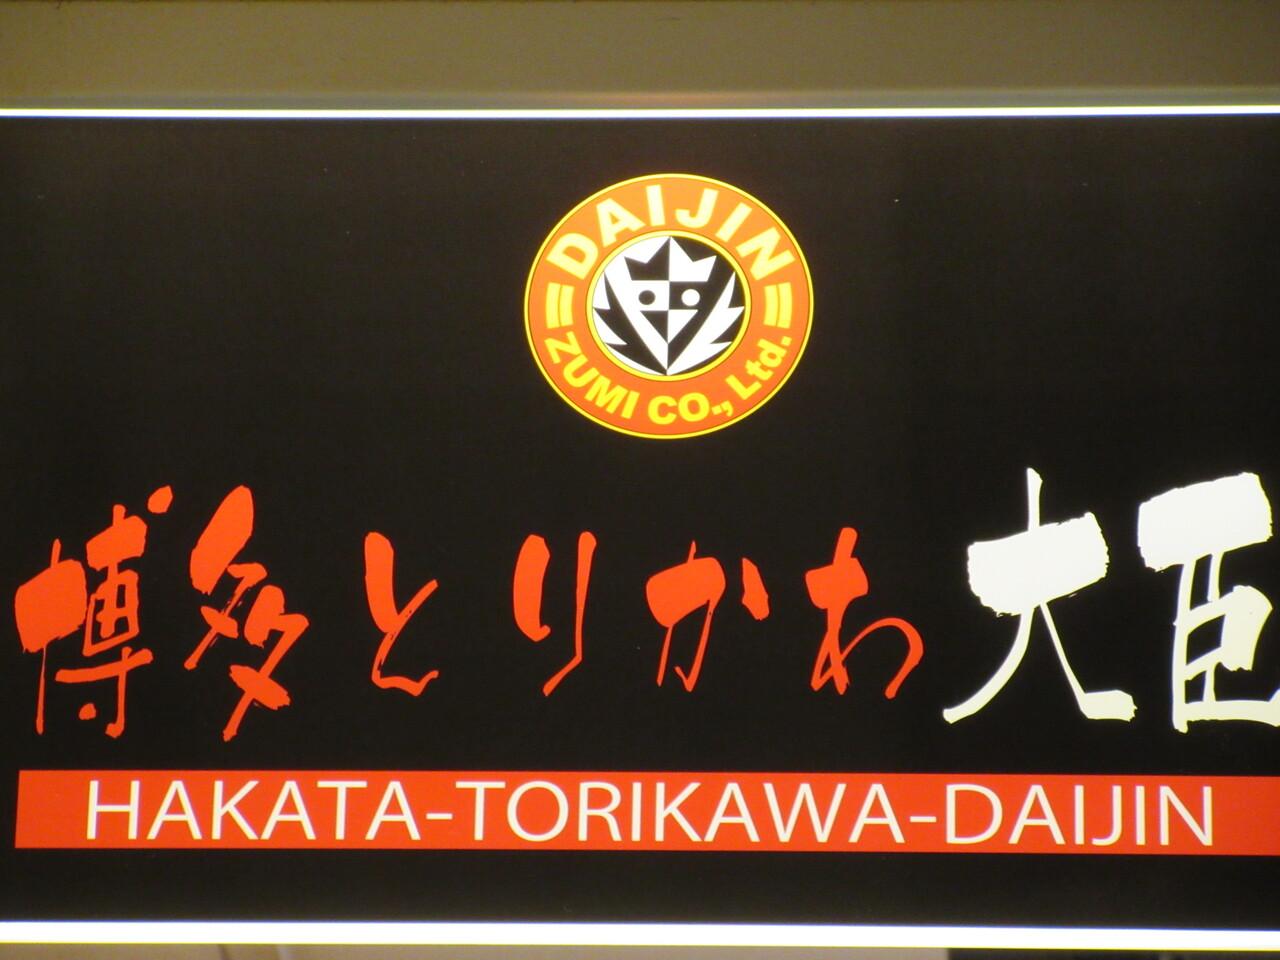 DAIJIN
ZUMI CO., Ltd.
博多とりかわ大臣
HAKATA-TORIKAWA-DAIJIN